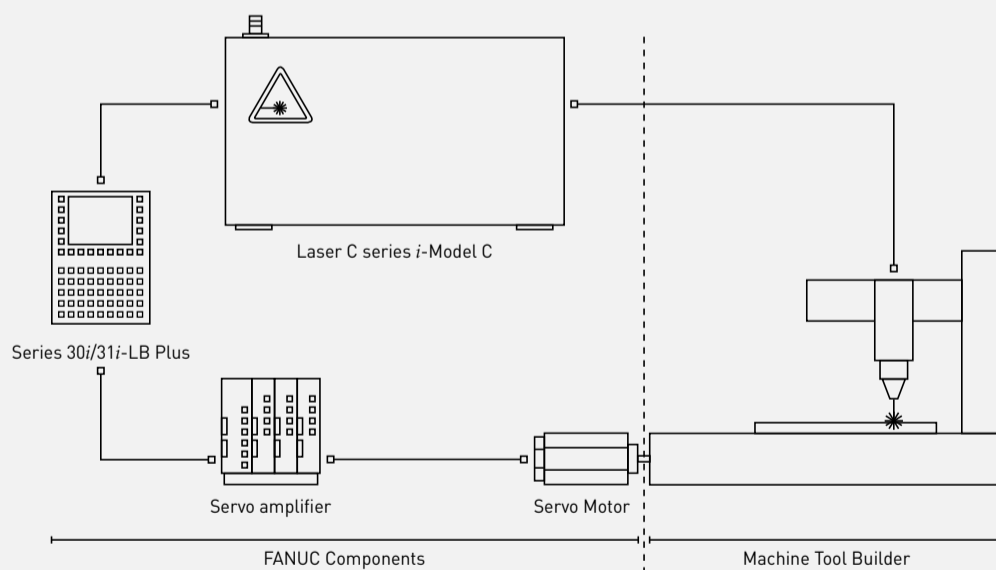 Laser C series i-Model C
Series 30i/31i-LB Plus
Servo amplifier
Servo Motor
FANUC Components
Machine Tool Builder